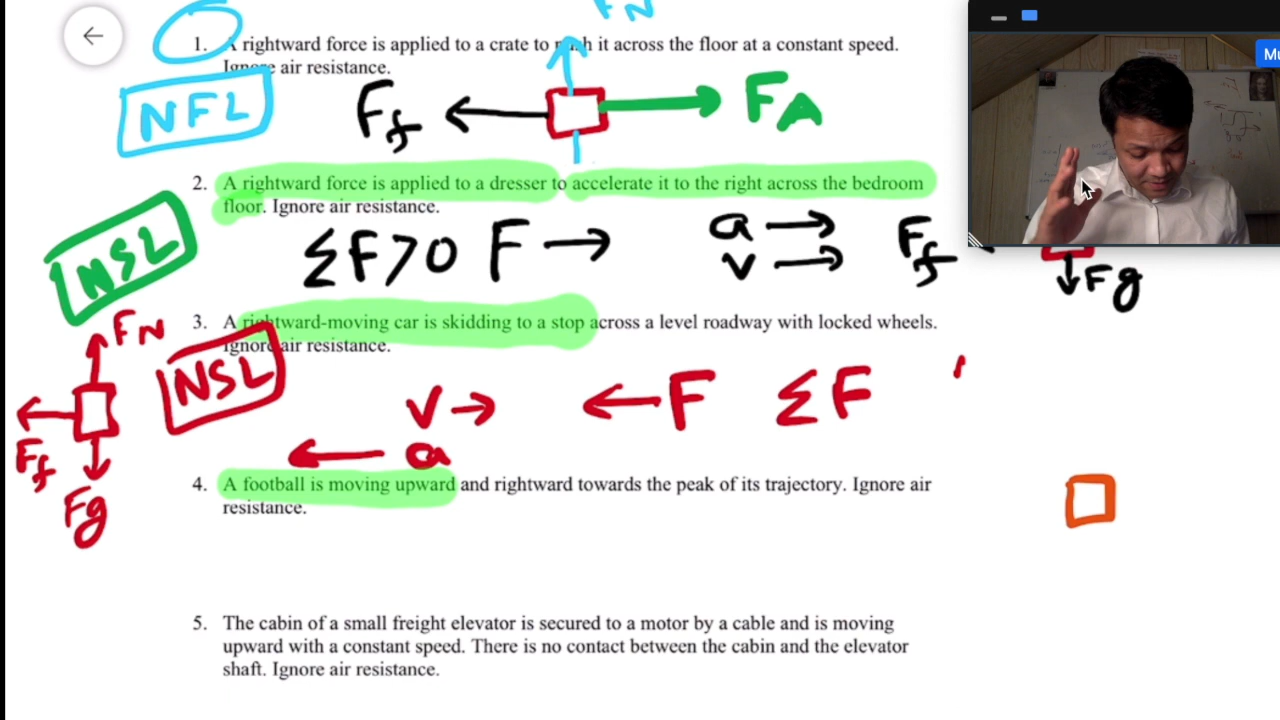 FN
1. A rightward force is applied to a crate to push it across the floor at a constant speed.
Ignore air resistance.
NFL
Ff ← → FA
2. A rightward force is applied to a dresser to accelerate it to the right across the bedroom
floor. Ignore air resistance.
NSL
ΣF>0 F→ a→ Ff
v→
Fg
FN
3. A rightward-moving car is skidding to a stop across a level roadway with locked wheels.
Ignore air resistance.
NSL
v→ ←F ΣF
← a
Ff
Fg
4. A football is moving upward and rightward towards the peak of its trajectory. Ignore air
resistance.
5. The cabin of a small freight elevator is secured to a motor by a cable and is moving
upward with a constant speed. There is no contact between the cabin and the elevator
shaft. Ignore air resistance.